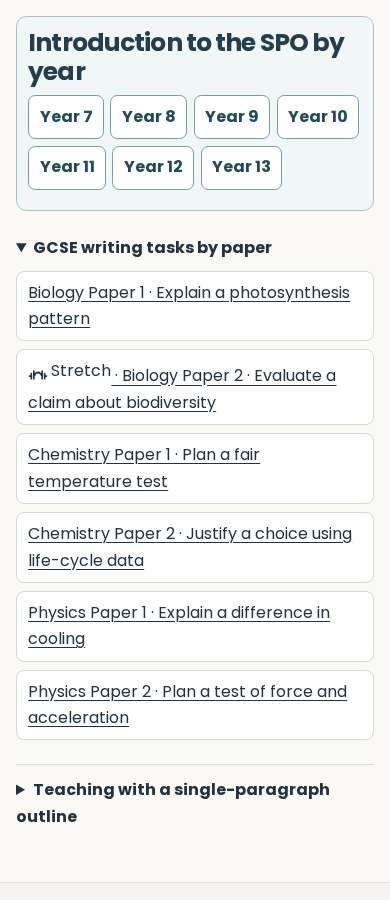 Introduction to the SPO by
year
Year 7 Year 8 Year 9 Year 10
Year 11 Year 12 Year 13
GCSE writing tasks by paper
Biology Paper 1 · Explain a photosynthesis
pattern
Stretch · Biology Paper 2 · Evaluate a
claim about biodiversity
Chemistry Paper 1 · Plan a fair
temperature test
Chemistry Paper 2 · Justify a choice using
life-cycle data
Physics Paper 1 · Explain a difference in
cooling
Physics Paper 2 · Plan a test of force and
acceleration
Teaching with a single-paragraph
outline